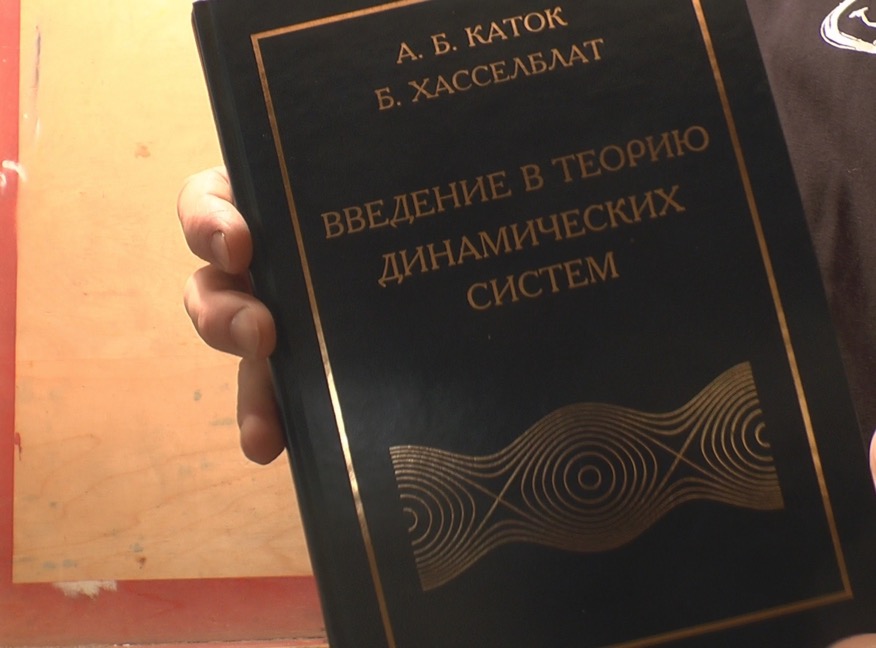 А. Б. КАТОК
Б. ХАССЕЛБЛАТ
ВВЕДЕНИЕ В ТЕОРИЮ
ДИНАМИЧЕСКИХ
СИСТЕМ